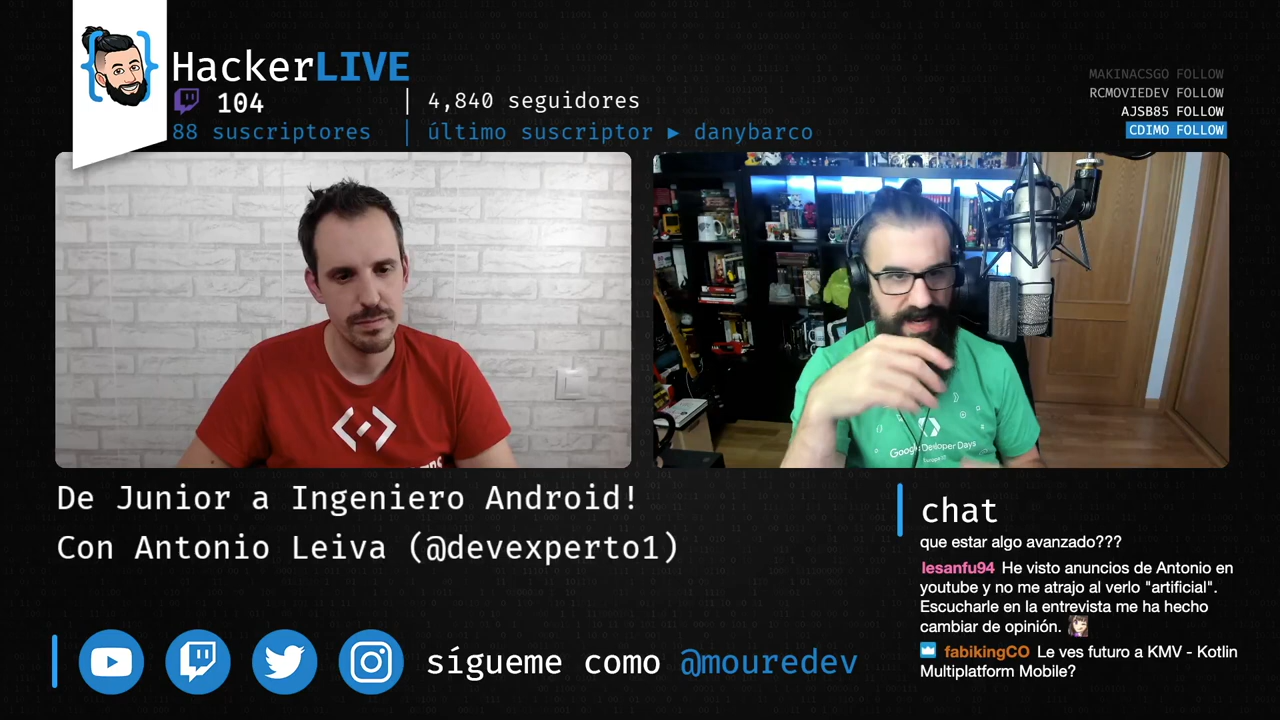 HackerLIVE
104 | 4,840 seguidores
88 suscriptores | último suscriptor ▶ danybarco
MAKINACSGO FOLLOW
RCMOVIEDEV FOLLOW
AJSB85 FOLLOW
CDIMO FOLLOW
Google Developer Days
De Junior a Ingeniero Android!
Con Antonio Leiva (@devexperto1)
chat
que estar algo avanzado???
lesanfu94 He visto anuncios de Antonio en
youtube y no me atrajo al verlo "artificial".
Escucharle en la entrevista me ha hecho
cambiar de opinión.
fabikingCO Le ves futuro a KMV - Kotlin
Multiplatform Mobile?
sígueme como @mouredev